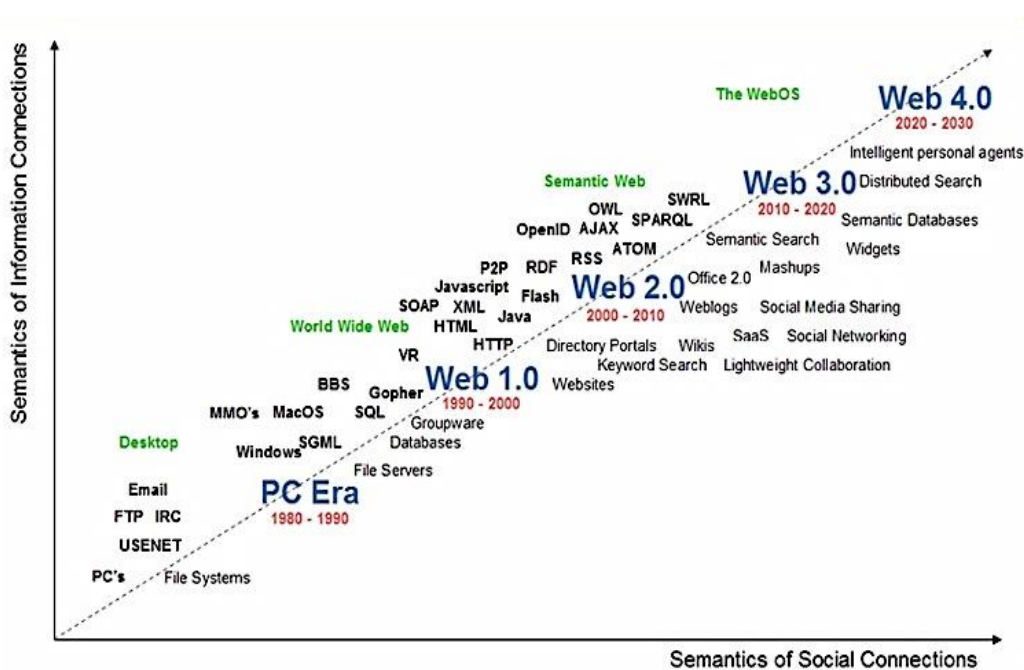 Semantics of Information Connections
The WebOS
Web 4.0
2020 - 2030
Intelligent personal agents
Semantic Web
Web 3.0
Distributed Search
2010 - 2020
SWRL
OWL
SPARQL
Semantic Databases
OpenID
AJAX
Semantic Search
ATOM
Widgets
RSS
P2P
RDF
Mashups
Office 2.0
Javascript
Web 2.0
Flash
2000 - 2010
SOAP
XML
Weblogs
Social Media Sharing
Java
World Wide Web
HTML
SaaS
Social Networking
HTTP
Directory Portals
Wikis
VR
Keyword Search
Lightweight Collaboration
Web 1.0
BBS
Websites
Gopher
1990 - 2000
MMO's
MacOS
SQL
Groupware
Desktop
SGML
Databases
Windows
File Servers
Email
PC Era
1980 - 1990
FTP
IRC
USENET
PC's
File Systems
Semantics of Social Connections